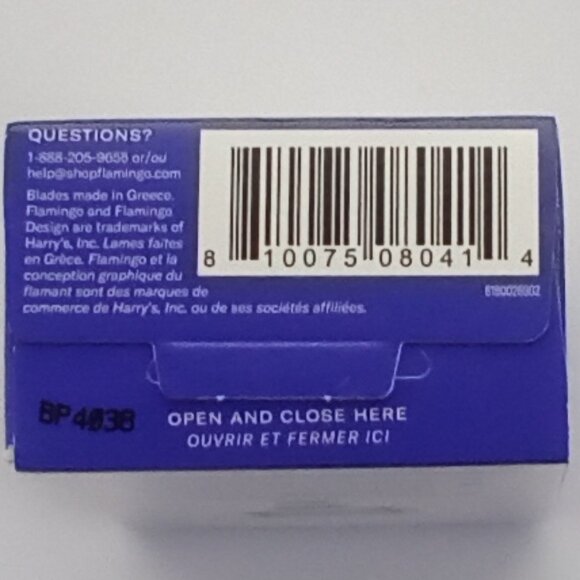 QUESTIONS?
1-888-205-9655 or/ou
help@shopflamingo.com
Blades made in Greece.
Flamingo and Flamingo
Design are trademarks of
Harry's, Inc. Lames faites
en Grèce. Flamingo et la
conception graphique du
flamant sont des marques de
commerce de Harry's, Inc. ou de ses sociétés affiliées.
8 10075 08041 4
BP4038
OPEN AND CLOSE HERE
OUVRIR ET FERMER ICI